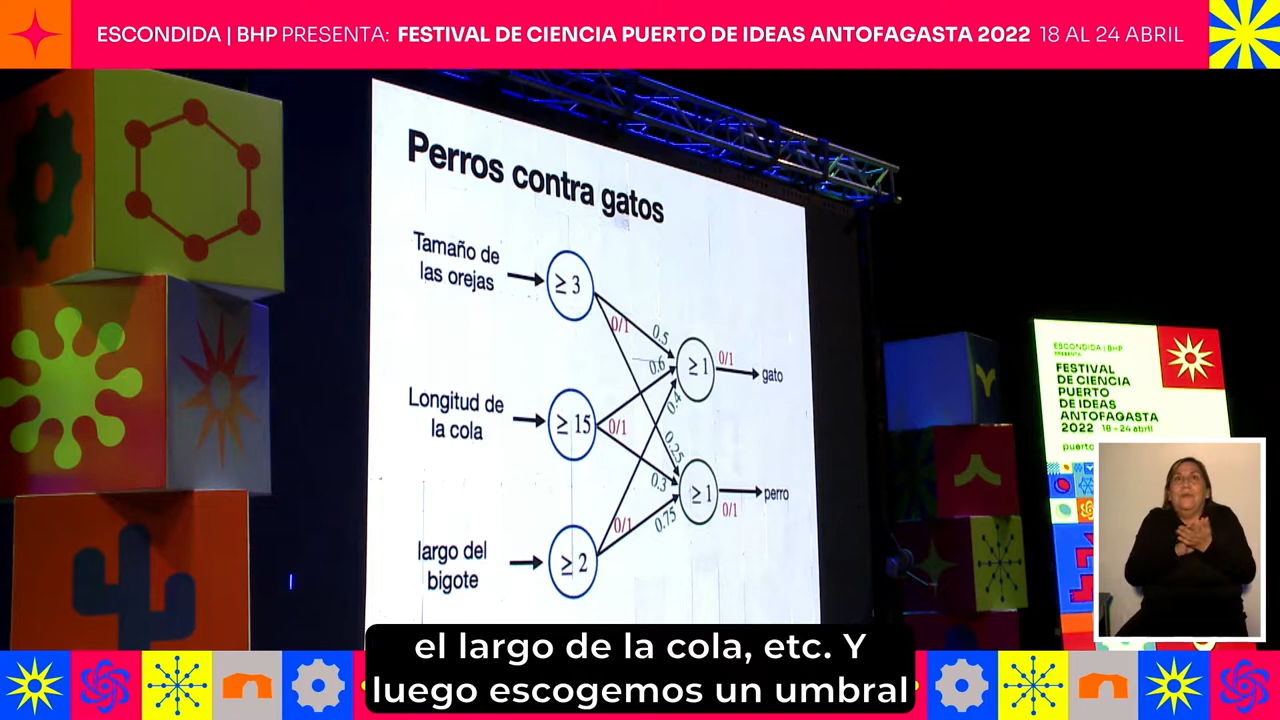 ESCONDIDA | BHP PRESENTA: FESTIVAL DE CIENCIA PUERTO DE IDEAS ANTOFAGASTA 2022 18 AL 24 ABRIL
Perros contra gatos
Tamaño de
las orejas
≥ 3
0/1
0.5
0.6
≥ 1
0/1
gato
0.4
Longitud de
la cola
≥ 15
0/1
0.25
0.3
≥ 1
perro
0/1
0.75
0/1
largo del
bigote
≥ 2
ESCONDIDA | BHP
PRESENTA:
FESTIVAL
DE CIENCIA
PUERTO
DE IDEAS
ANTOFAGASTA
2022 18 - 24 abril
puerto
el largo de la cola, etc. Y
luego escogemos un umbral